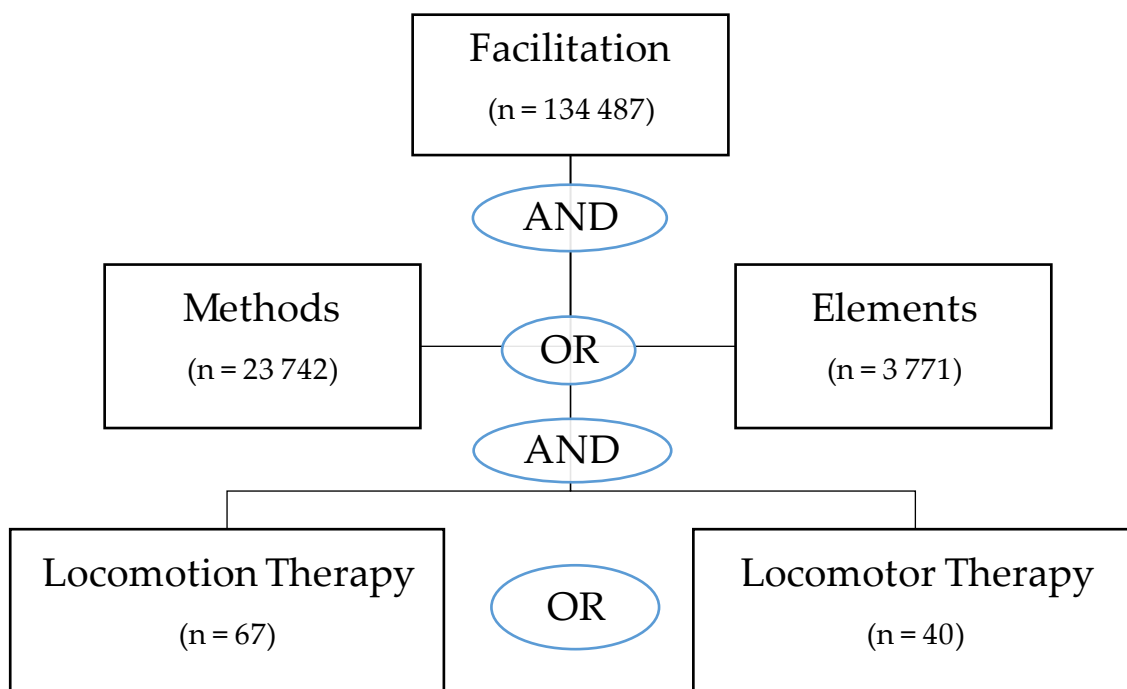 Facilitation
(n = 134 487)
AND
Methods
(n = 23 742)
OR
Elements
(n = 3 771)
AND
Locomotion Therapy
(n = 67)
OR
Locomotor Therapy
(n = 40)